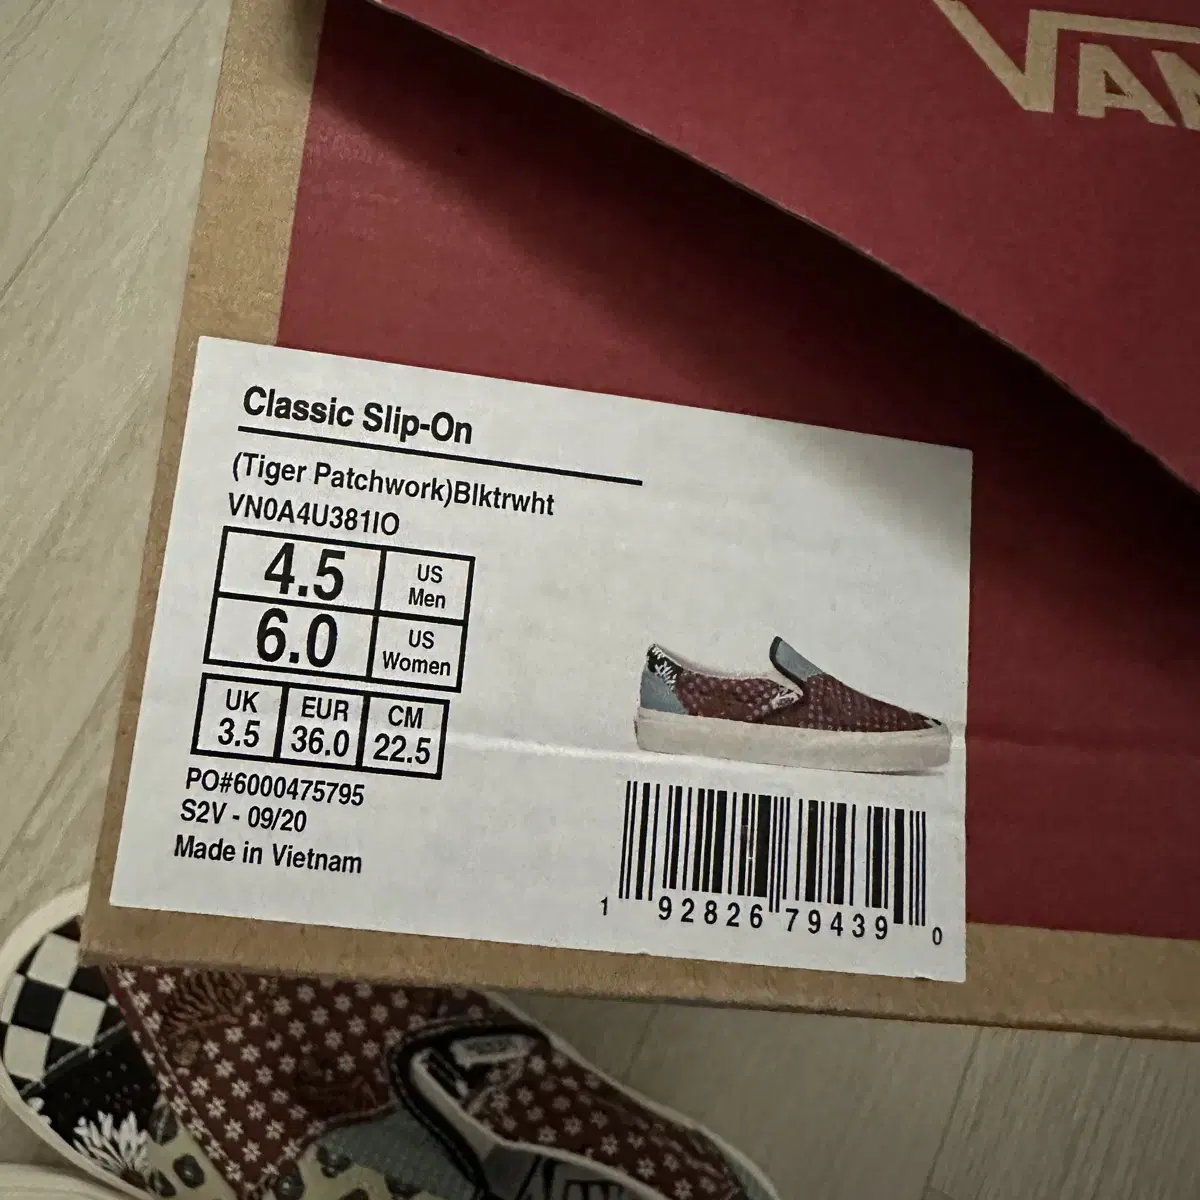 Classic Slip-On
(Tiger Patchwork)Blktrwht
VN0A4U381IO
4.5 US Men
6.0 US Women
UK EUR CM
3.5 36.0 22.5
PO#6000475795
S2V - 09/20
Made in Vietnam
1 92826 79439 0